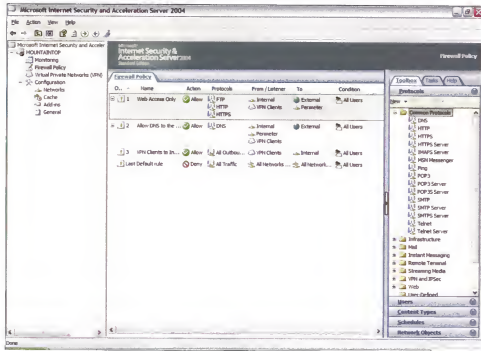 Microsoft Internet Security and Acceleration Server 2004
File Action View Help
Microsoft Internet Security and Acceler
MOUNTAINTOP
Monitoring
Firewall Policy
Virtual Private Networks (VPN)
Configuration
Networks
Cache
Add-ins
General
Microsoft
Internet Security &
Acceleration Server 2004
Standard Edition
Firewall Policy
Firewall Policy
O... Name Action Protocols From / Listener To Condition
1 Web Access Only Allow FTP Internal External All Users
HTTP VPN Clients Perimeter
HTTPS
2 Allow DNS to the ... Allow DNS Internal External All Users
Perimeter
VPN Clients
3 VPN Clients to In... Allow All Outbou... VPN Clients Internal All Users
Last Default rule Deny All Traffic All Networks ... All Network... All Users
Toolbox Tasks Help
Protocols
New
Common Protocols
DNS
HTTP
HTTPS
HTTPS Server
IMAPS Server
MSN Messenger
Ping
POP3
POP3 Server
POP3S Server
SMTP
SMTP Server
SMTPS Server
Telnet
Telnet Server
Infrastructure
Mail
Instant Messaging
Remote Terminal
Streaming Media
VPN and IPSec
Web
User-Defined
Users
Content Types
Schedules
Network Objects
Done